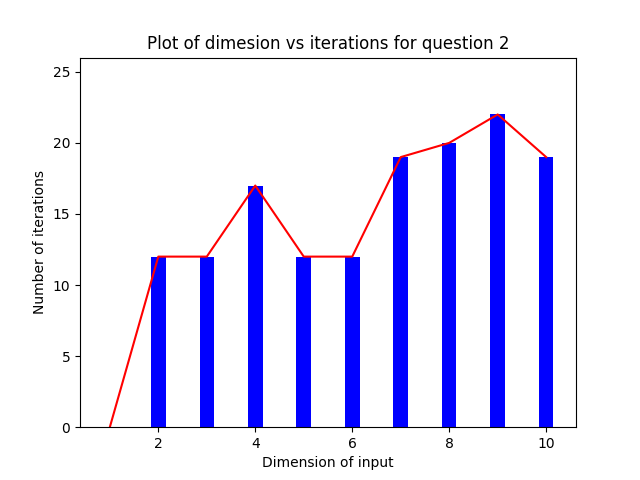 Plot of dimesion vs iterations for question 2
25
20
15
10
5
0
Number of iterations
2 4 6 8 10
Dimension of input